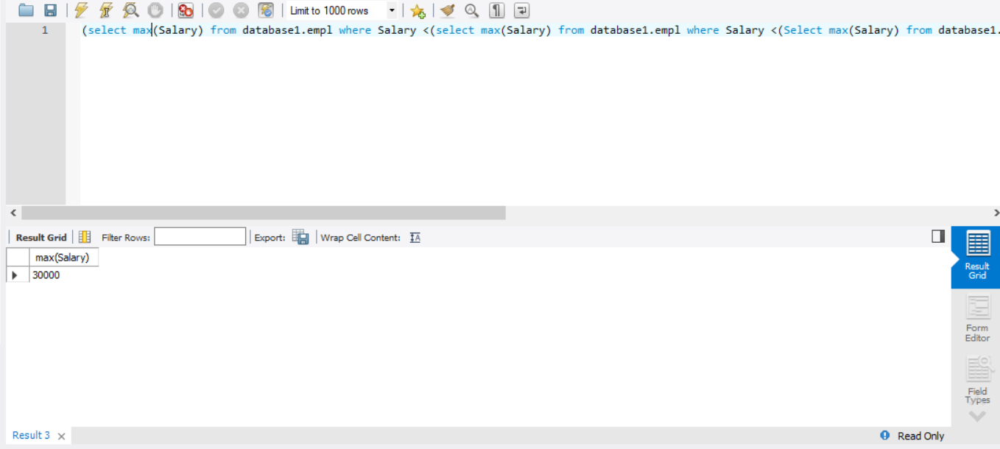 Limit to 1000 rows
1 (select max(Salary) from database1.empl where Salary <(select max(Salary) from database1.empl where Salary <(Select max(Salary) from database1.
Result Grid Filter Rows: Export: Wrap Cell Content:
max(Salary)
30000
Result
Grid
Form
Editor
Field
Types
Result 3 Read Only